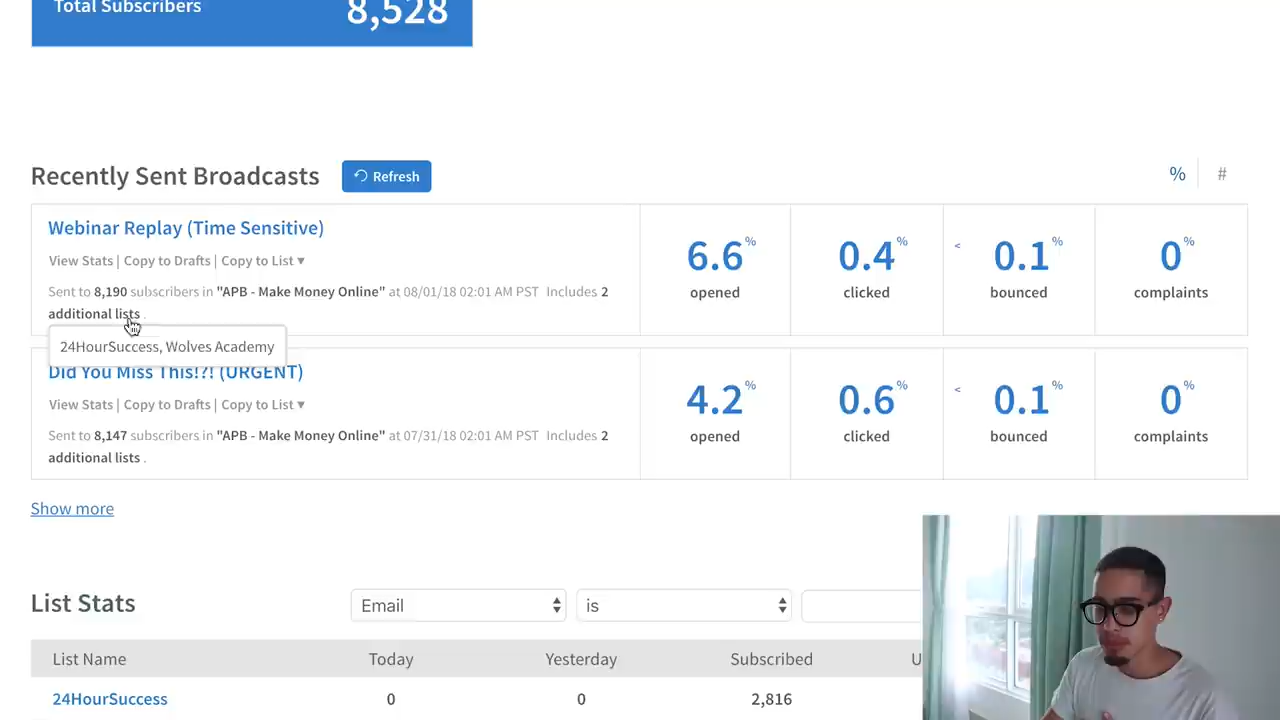 Total Subscribers 8,528
Recently Sent Broadcasts Refresh % #
Webinar Replay (Time Sensitive)
View Stats | Copy to Drafts | Copy to List ▾
Sent to 8,190 subscribers in "APB - Make Money Online" at 08/01/18 02:01 AM PST Includes 2
additional lists .
6.6 % 0.4 % < 0.1 % 0 %
opened clicked bounced complaints
24HourSuccess, Wolves Academy
Did You Miss This!?! (URGENT)
View Stats | Copy to Drafts | Copy to List ▾
Sent to 8,147 subscribers in "APB - Make Money Online" at 07/31/18 02:01 AM PST Includes 2
additional lists .
4.2 % 0.6 % < 0.1 % 0 %
opened clicked bounced complaints
Show more
List Stats Email is
List Name Today Yesterday Subscribed U
24HourSuccess 0 0 2,816